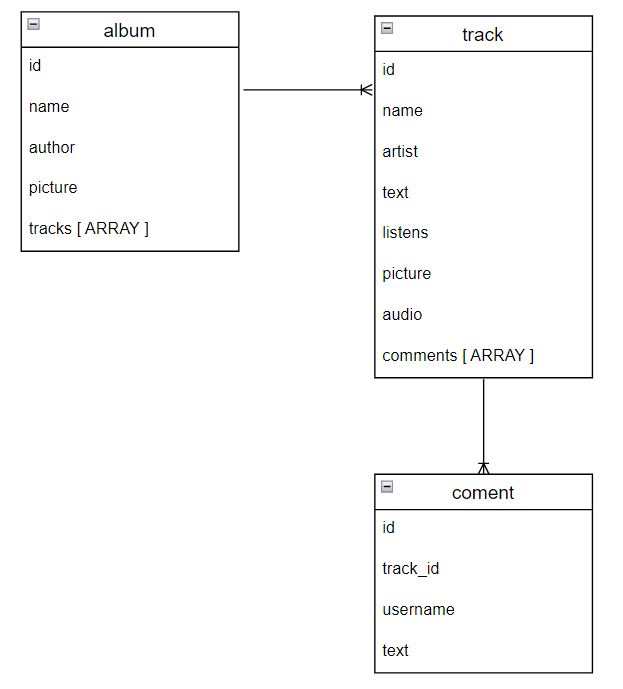 album
id
name
author
picture
tracks [ ARRAY ]
track
id
name
artist
text
listens
picture
audio
comments [ ARRAY ]
coment
id
track_id
username
text